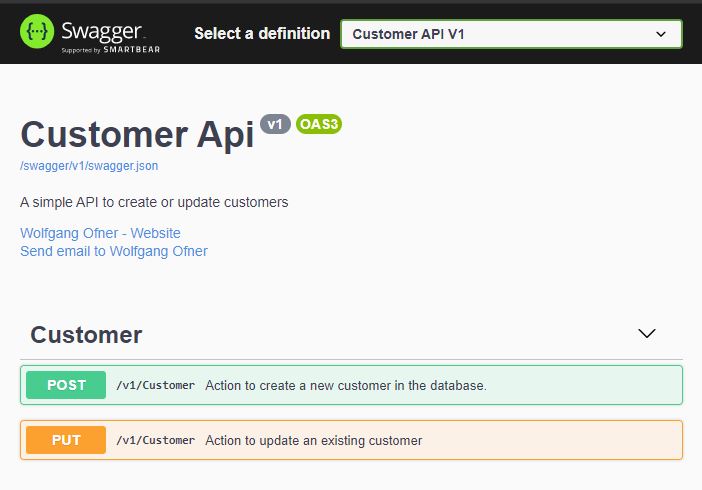 Swagger
Supported by SMARTBEAR
Select a definition
Customer API V1
Customer Api v1 OAS3
/swagger/v1/swagger.json
A simple API to create or update customers
Wolfgang Ofner - Website
Send email to Wolfgang Ofner
Customer
POST /v1/Customer Action to create a new customer in the database.
PUT /v1/Customer Action to update an existing customer